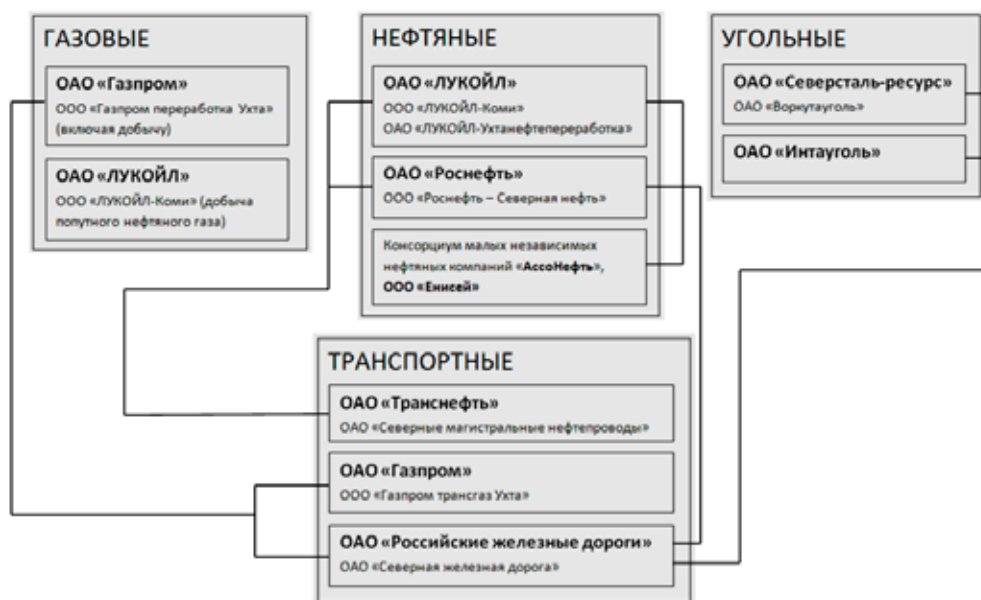 ГАЗОВЫЕ
ОАО «Газпром»
ООО «Газпром переработка Ухта»
(включая добычу)
ОАО «ЛУКОЙЛ»
ООО «ЛУКОЙЛ-Коми» (добыча
попутного нефтяного газа)
НЕФТЯНЫЕ
ОАО «ЛУКОЙЛ»
ООО «ЛУКОЙЛ-Коми»
ОАО «ЛУКОЙЛ-Ухтанефтепереработка»
ОАО «Роснефть»
ООО «Роснефть – Северная нефть»
Консорциум малых независимых
нефтяных компаний «АссоНефть»,
ООО «Енисей»
УГОЛЬНЫЕ
ОАО «Северсталь-ресурс»
ОАО «Воркутауголь»
ОАО «Интауголь»
ТРАНСПОРТНЫЕ
ОАО «Транснефть»
ОАО «Северные магистральные нефтепроводы»
ОАО «Газпром»
ООО «Газпром трансгаз Ухта»
ОАО «Российские железные дороги»
ОАО «Северная железная дорога»